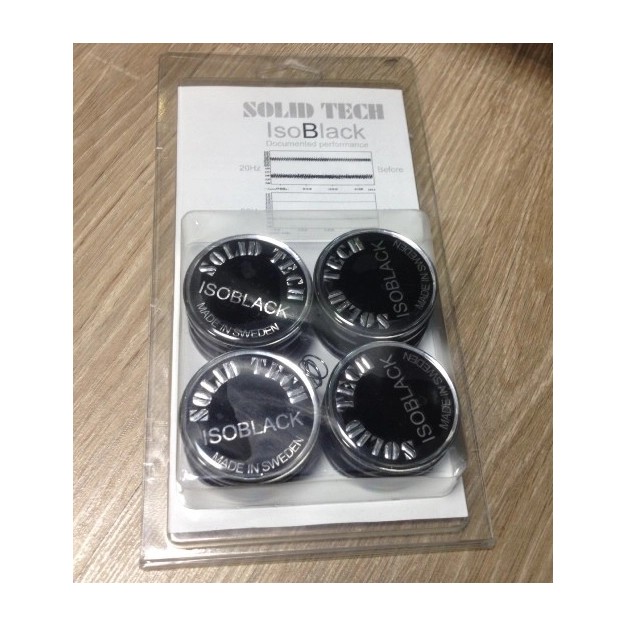 SOLID TECH
IsoBlack
Documented performance
20Hz
Before
SOLID TECH
ISOBLACK
MADE IN SWEDEN
SOLID TECH
ISOBLACK
MADE IN SWEDEN
SOLID TECH
ISOBLACK
MADE IN SWEDEN
SOLID TECH
ISOBLACK
MADE IN SWEDEN